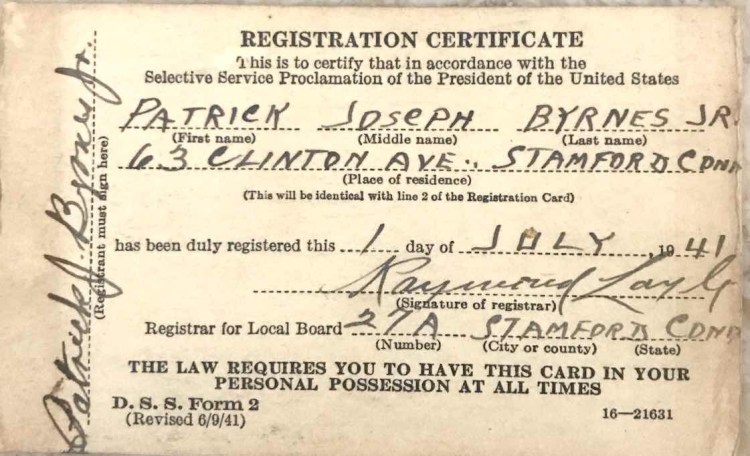 REGISTRATION CERTIFICATE
This is to certify that in accordance with the
Selective Service Proclamation of the President of the United States
PATRICK JOSEPH BYRNES JR.
(First name) (Middle name) (Last name)
63 CLINTON AVE., STAMFORD CONN
(Place of residence)
(This will be identical with line 2 of the Registration Card)
has been duly registered this 1 day of JULY, 1941
Raymond
(Signature of registrar)
Registrar for Local Board 27A STAMFORD CONN
(Number) (City or county) (State)
THE LAW REQUIRES YOU TO HAVE THIS CARD IN YOUR
PERSONAL POSSESSION AT ALL TIMES
D. S. S. Form 2
(Revised 6/9/41) 16—21631
Patrick J. Byrnes Jr.
(Registrant must sign here)